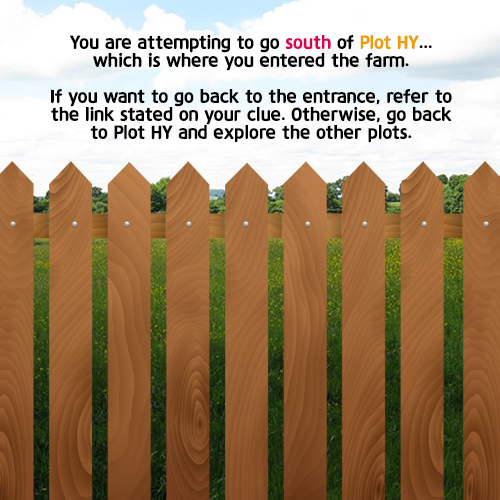 You are attempting to go south of Plot HY...
which is where you entered the farm.
If you want to go back to the entrance, refer to
the link stated on your clue. Otherwise, go back
to Plot HY and explore the other plots.